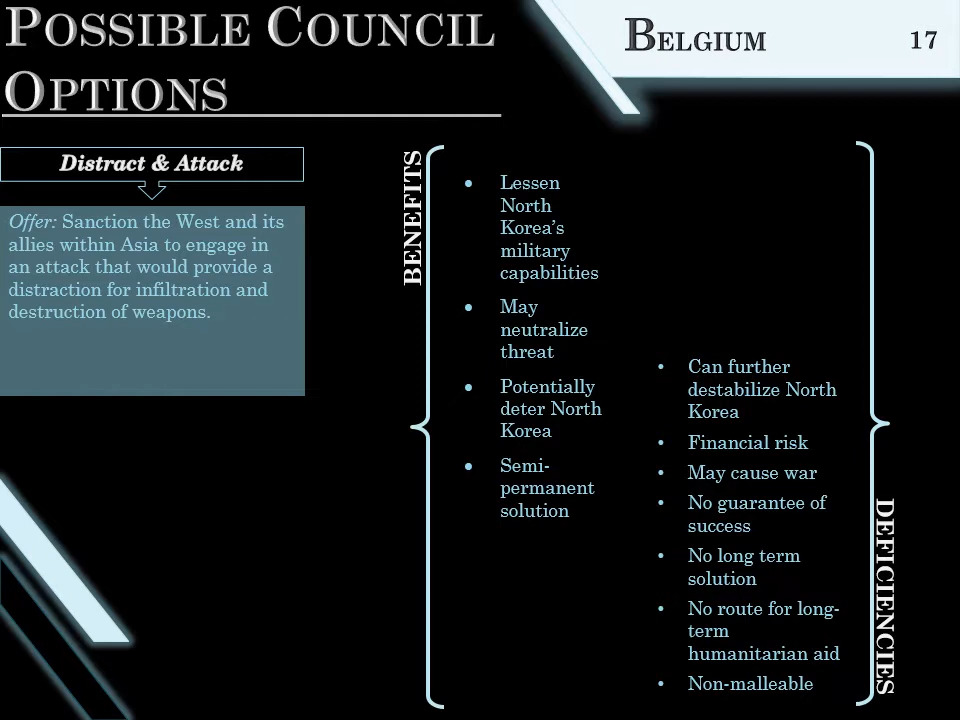 POSSIBLE COUNCIL
OPTIONS
BELGIUM
17
Distract & Attack
Offer: Sanction the West and its
allies within Asia to engage in
an attack that would provide a
distraction for infiltration and
destruction of weapons.
BENEFITS
• Lessen
North
Korea’s
military
capabilities
• May
neutralize
threat
• Potentially
deter North
Korea
• Semi-
permanent
solution
• Can further
destabilize North
Korea
• Financial risk
• May cause war
• No guarantee of
success
• No long term
solution
• No route for long-
term
humanitarian aid
• Non-malleable
DEFICIENCIES